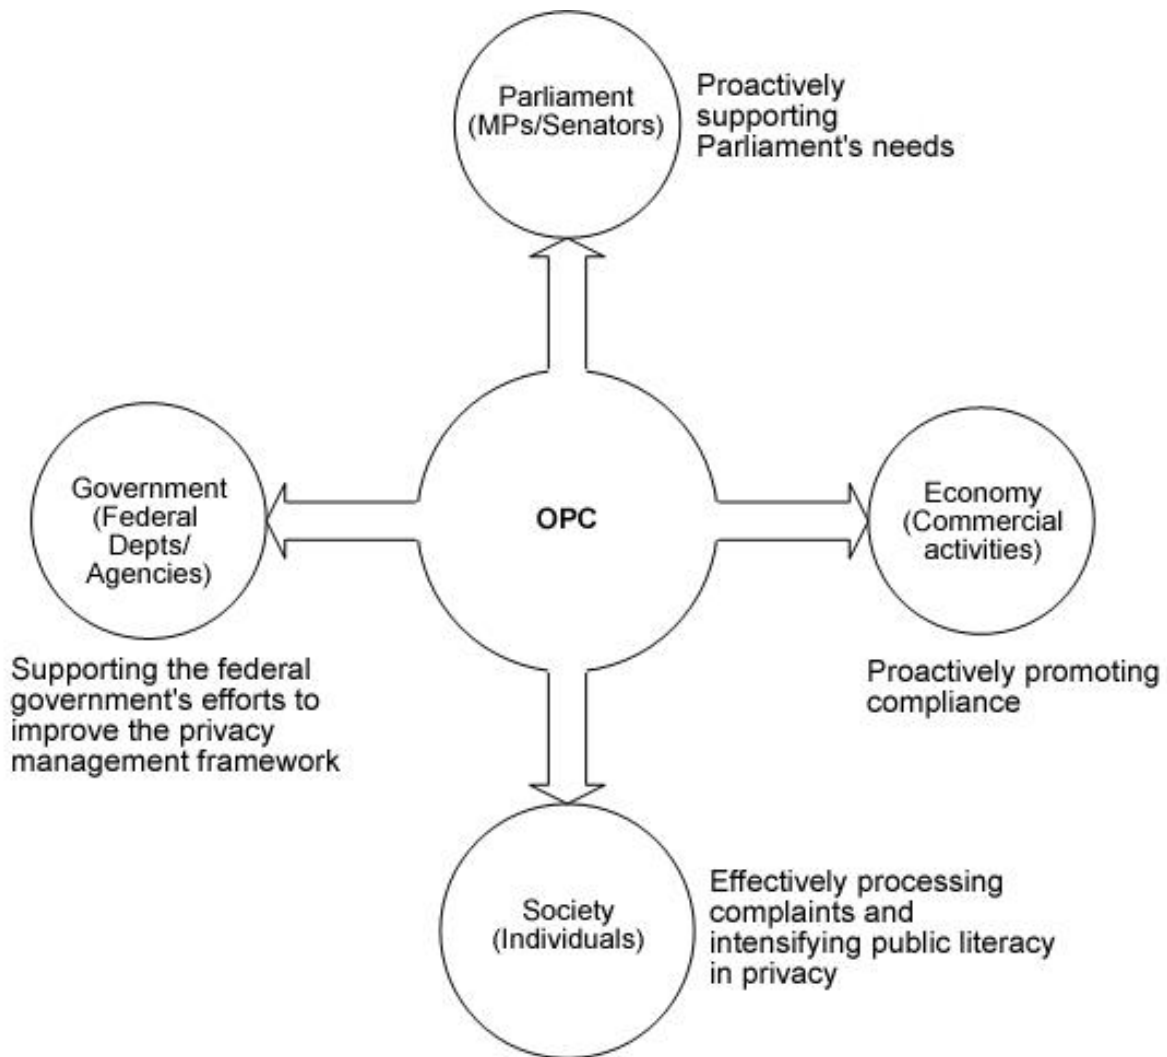 Parliament
(MPs/Senators)
Proactively
supporting
Parliament's needs
Government
(Federal
Depts/
Agencies)
OPC
Economy
(Commercial
activities)
Supporting the federal
government's efforts to
improve the privacy
management framework
Proactively promoting
compliance
Society
(Individuals)
Effectively processing
complaints and
intensifying public literacy
in privacy